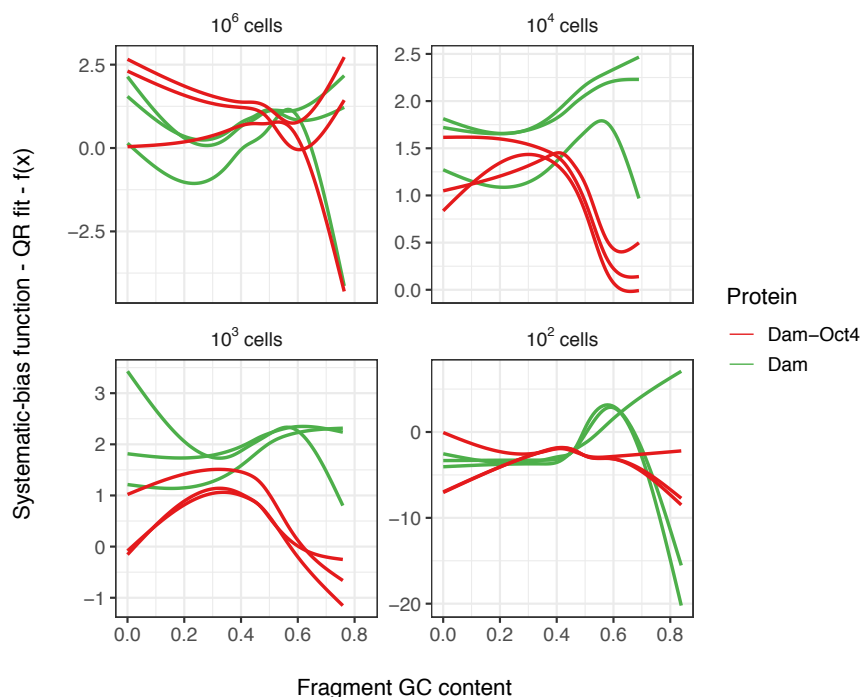 10⁶ cells
10⁴ cells
2.5
0.0
−2.5
2.5
2.0
1.5
1.0
0.5
0.0
10³ cells
10² cells
3
2
1
0
−1
0
−10
−20
0.0 0.2 0.4 0.6 0.8
0.0 0.2 0.4 0.6 0.8
Fragment GC content
Systematic-bias function - QR fit - f(x)
Protein
Dam−Oct4
Dam